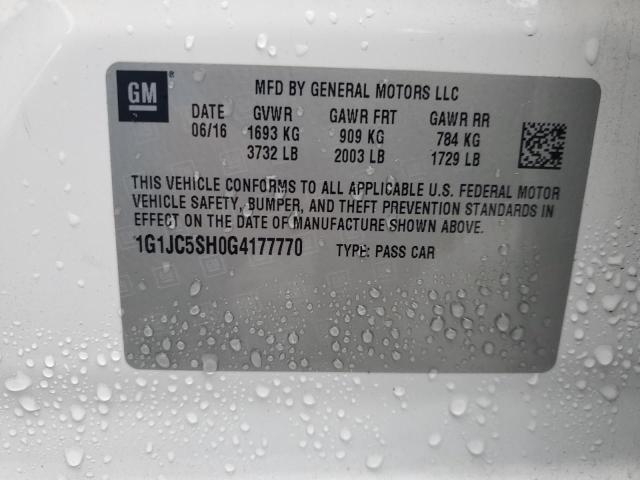 GM ®
MFD BY GENERAL MOTORS LLC
DATE GVWR GAWR FRT GAWR RR
06/16 1693 KG 909 KG 784 KG
3732 LB 2003 LB 1729 LB
THIS VEHICLE CONFORMS TO ALL APPLICABLE U.S. FEDERAL MOTOR
VEHICLE SAFETY, BUMPER, AND THEFT PREVENTION STANDARDS IN
EFFECT ON THE DATE OF MANUFACTURE SHOWN ABOVE.
1G1JC5SH0G4177770 TYPE: PASS CAR